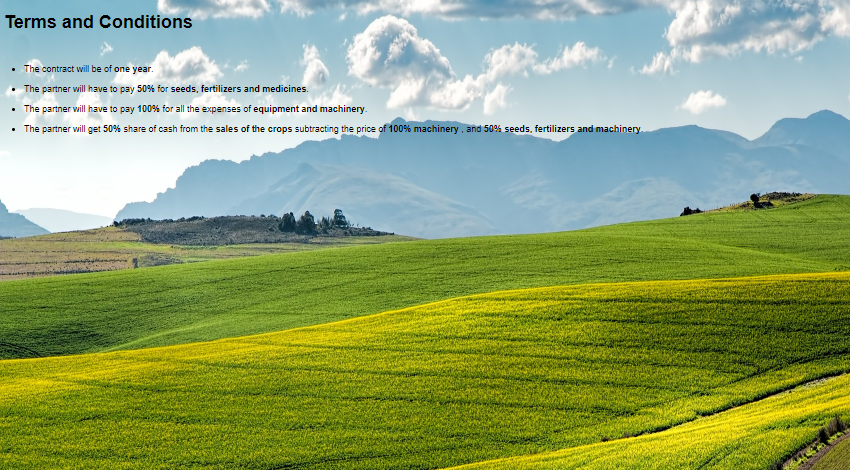 Terms and Conditions
The contract will be of one year.
The partner will have to pay 50% for seeds, fertilizers and medicines.
The partner will have to pay 100% for all the expenses of equipment and machinery.
The partner will get 50% share of cash from the sales of the crops subtracting the price of 100% machinery , and 50% seeds, fertilizers and machinery